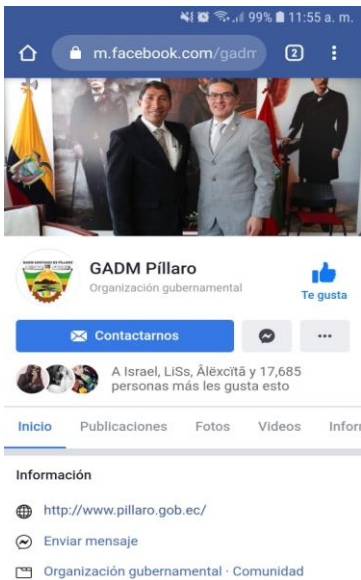 99% 11:55 a. m.
m.facebook.com/gadm
2
GADM Píllaro
Organización gubernamental
Te gusta
Contactarnos
A Israel, LiSs, Âlëxcïtã y 17,685
personas más les gusta esto
Inicio Publicaciones Fotos Videos Infor
Información
http://www.pillaro.gob.ec/
Enviar mensaje
Organización gubernamental · Comunidad